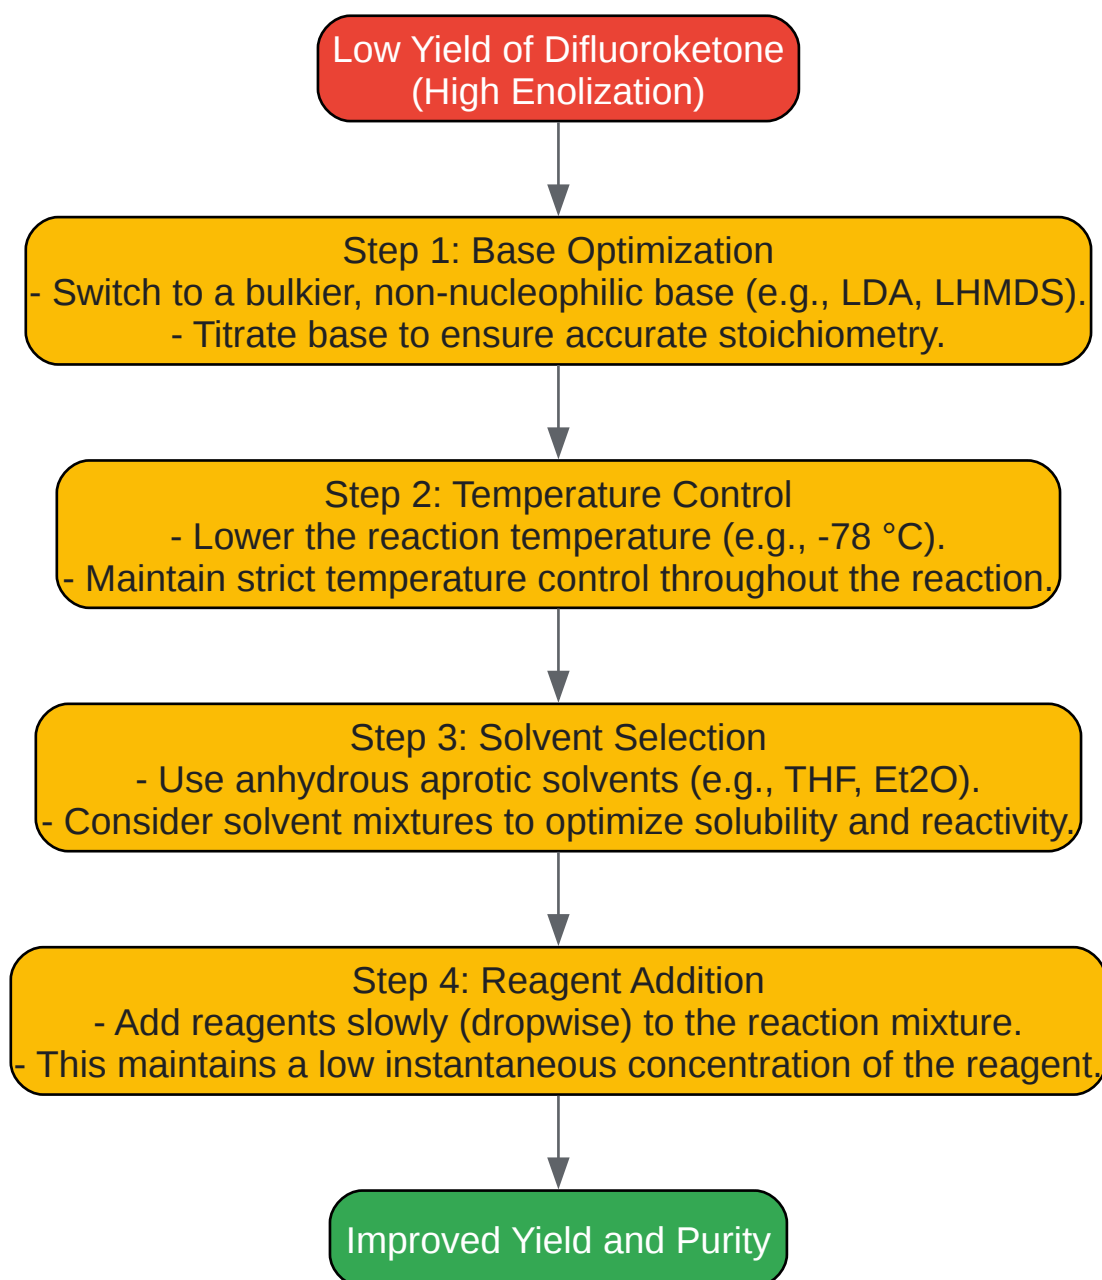 Low Yield of Difluoroketone
(High Enolization)
Step 1: Base Optimization
- Switch to a bulkier, non-nucleophilic base (e.g., LDA, LHMDS).
- Titrate base to ensure accurate stoichiometry.
Step 2: Temperature Control
- Lower the reaction temperature (e.g., -78 °C).
- Maintain strict temperature control throughout the reaction.
Step 3: Solvent Selection
- Use anhydrous aprotic solvents (e.g., THF, Et2O).
- Consider solvent mixtures to optimize solubility and reactivity.
Step 4: Reagent Addition
- Add reagents slowly (dropwise) to the reaction mixture.
- This maintains a low instantaneous concentration of the reagent.
Improved Yield and Purity